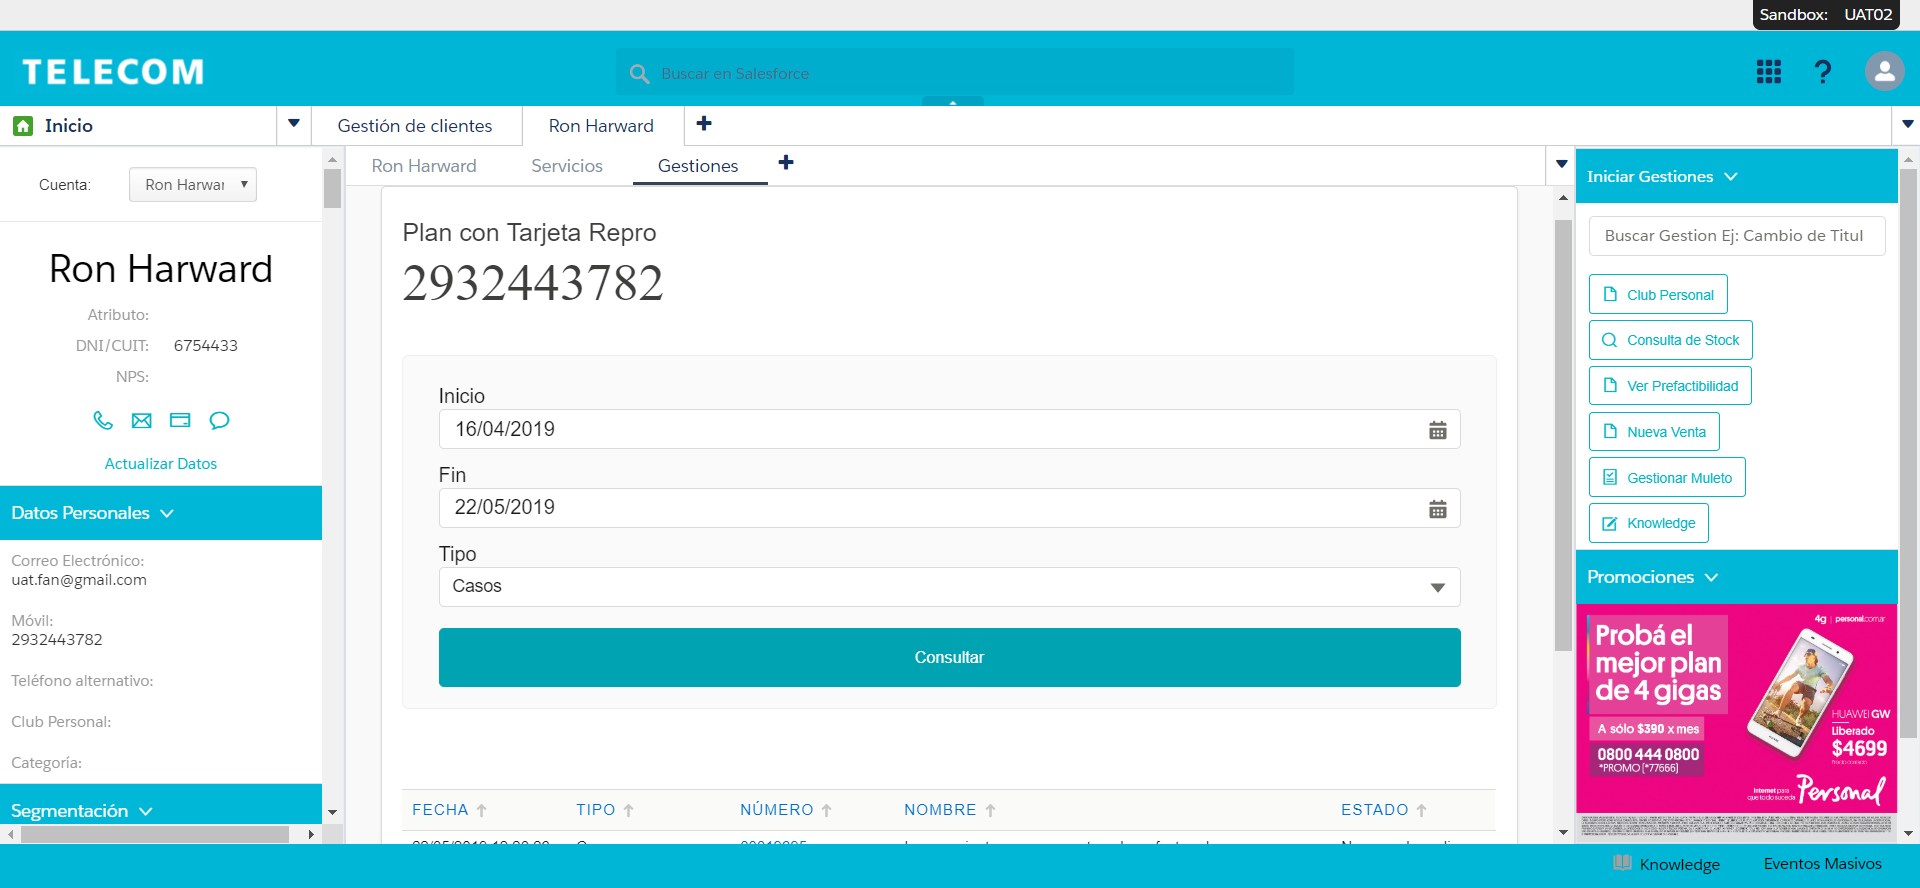 Sandbox: UAT02
TELECOM
Buscar en Salesforce
?
Inicio
Gestión de clientes
Ron Harward
Ron Harward
Servicios
Gestiones
Cuenta:
Ron Harwar
Ron Harward
Atributo:
DNI/CUIT: 6754433
NPS:
Actualizar Datos
Datos Personales
Correo Electrónico:
uat.fan@gmail.com
Móvil:
2932443782
Teléfono alternativo:
Club Personal:
Categoría:
Segmentación
Plan con Tarjeta Repro
2932443782
Inicio
16/04/2019
Fin
22/05/2019
Tipo
Casos
Consultar
FECHA TIPO NÚMERO NOMBRE ESTADO
Iniciar Gestiones
Buscar Gestion Ej: Cambio de Titul
Club Personal
Consulta de Stock
Ver Prefactibilidad
Nueva Venta
Gestionar Muleto
Knowledge
Promociones
4g | personal.com.ar
Probá el
mejor plan
de 4 gigas
A sólo $390 x mes
0800 444 0800
*PROMO (*77666)
HUAWEI GW
Liberado
$4699
Internet para
que todo suceda
Personal
Knowledge
Eventos Masivos